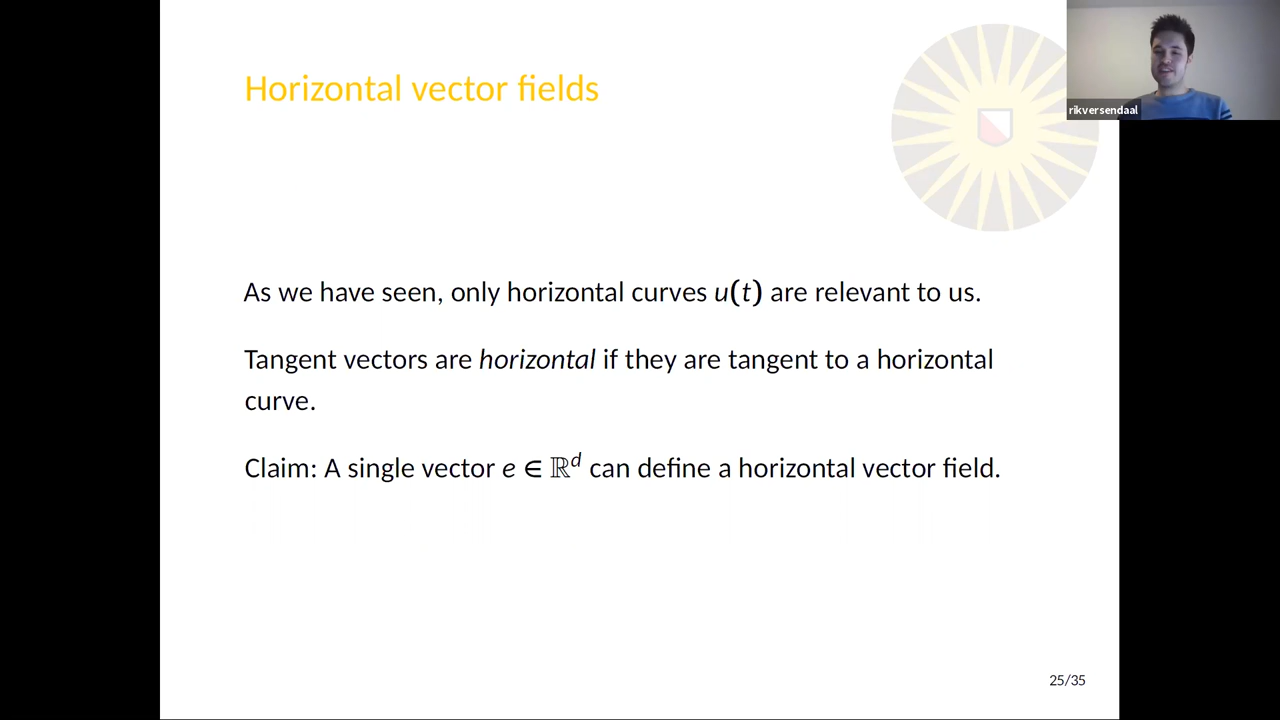 Horizontal vector fields
rikversendaal
As we have seen, only horizontal curves u(t) are relevant to us.
Tangent vectors are horizontal if they are tangent to a horizontal
curve.
Claim: A single vector e ∈ ℝᵈ can define a horizontal vector field.
25/35